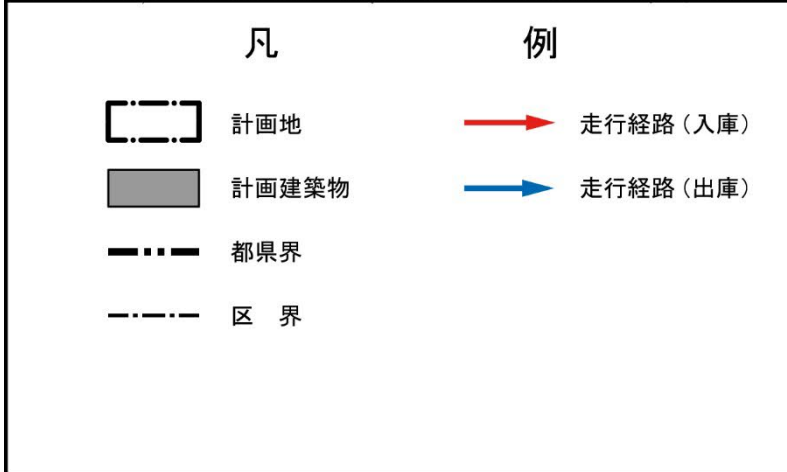 凡 例
計画地
計画建築物
都県界
区 界
走行経路（入庫）
走行経路（出庫）